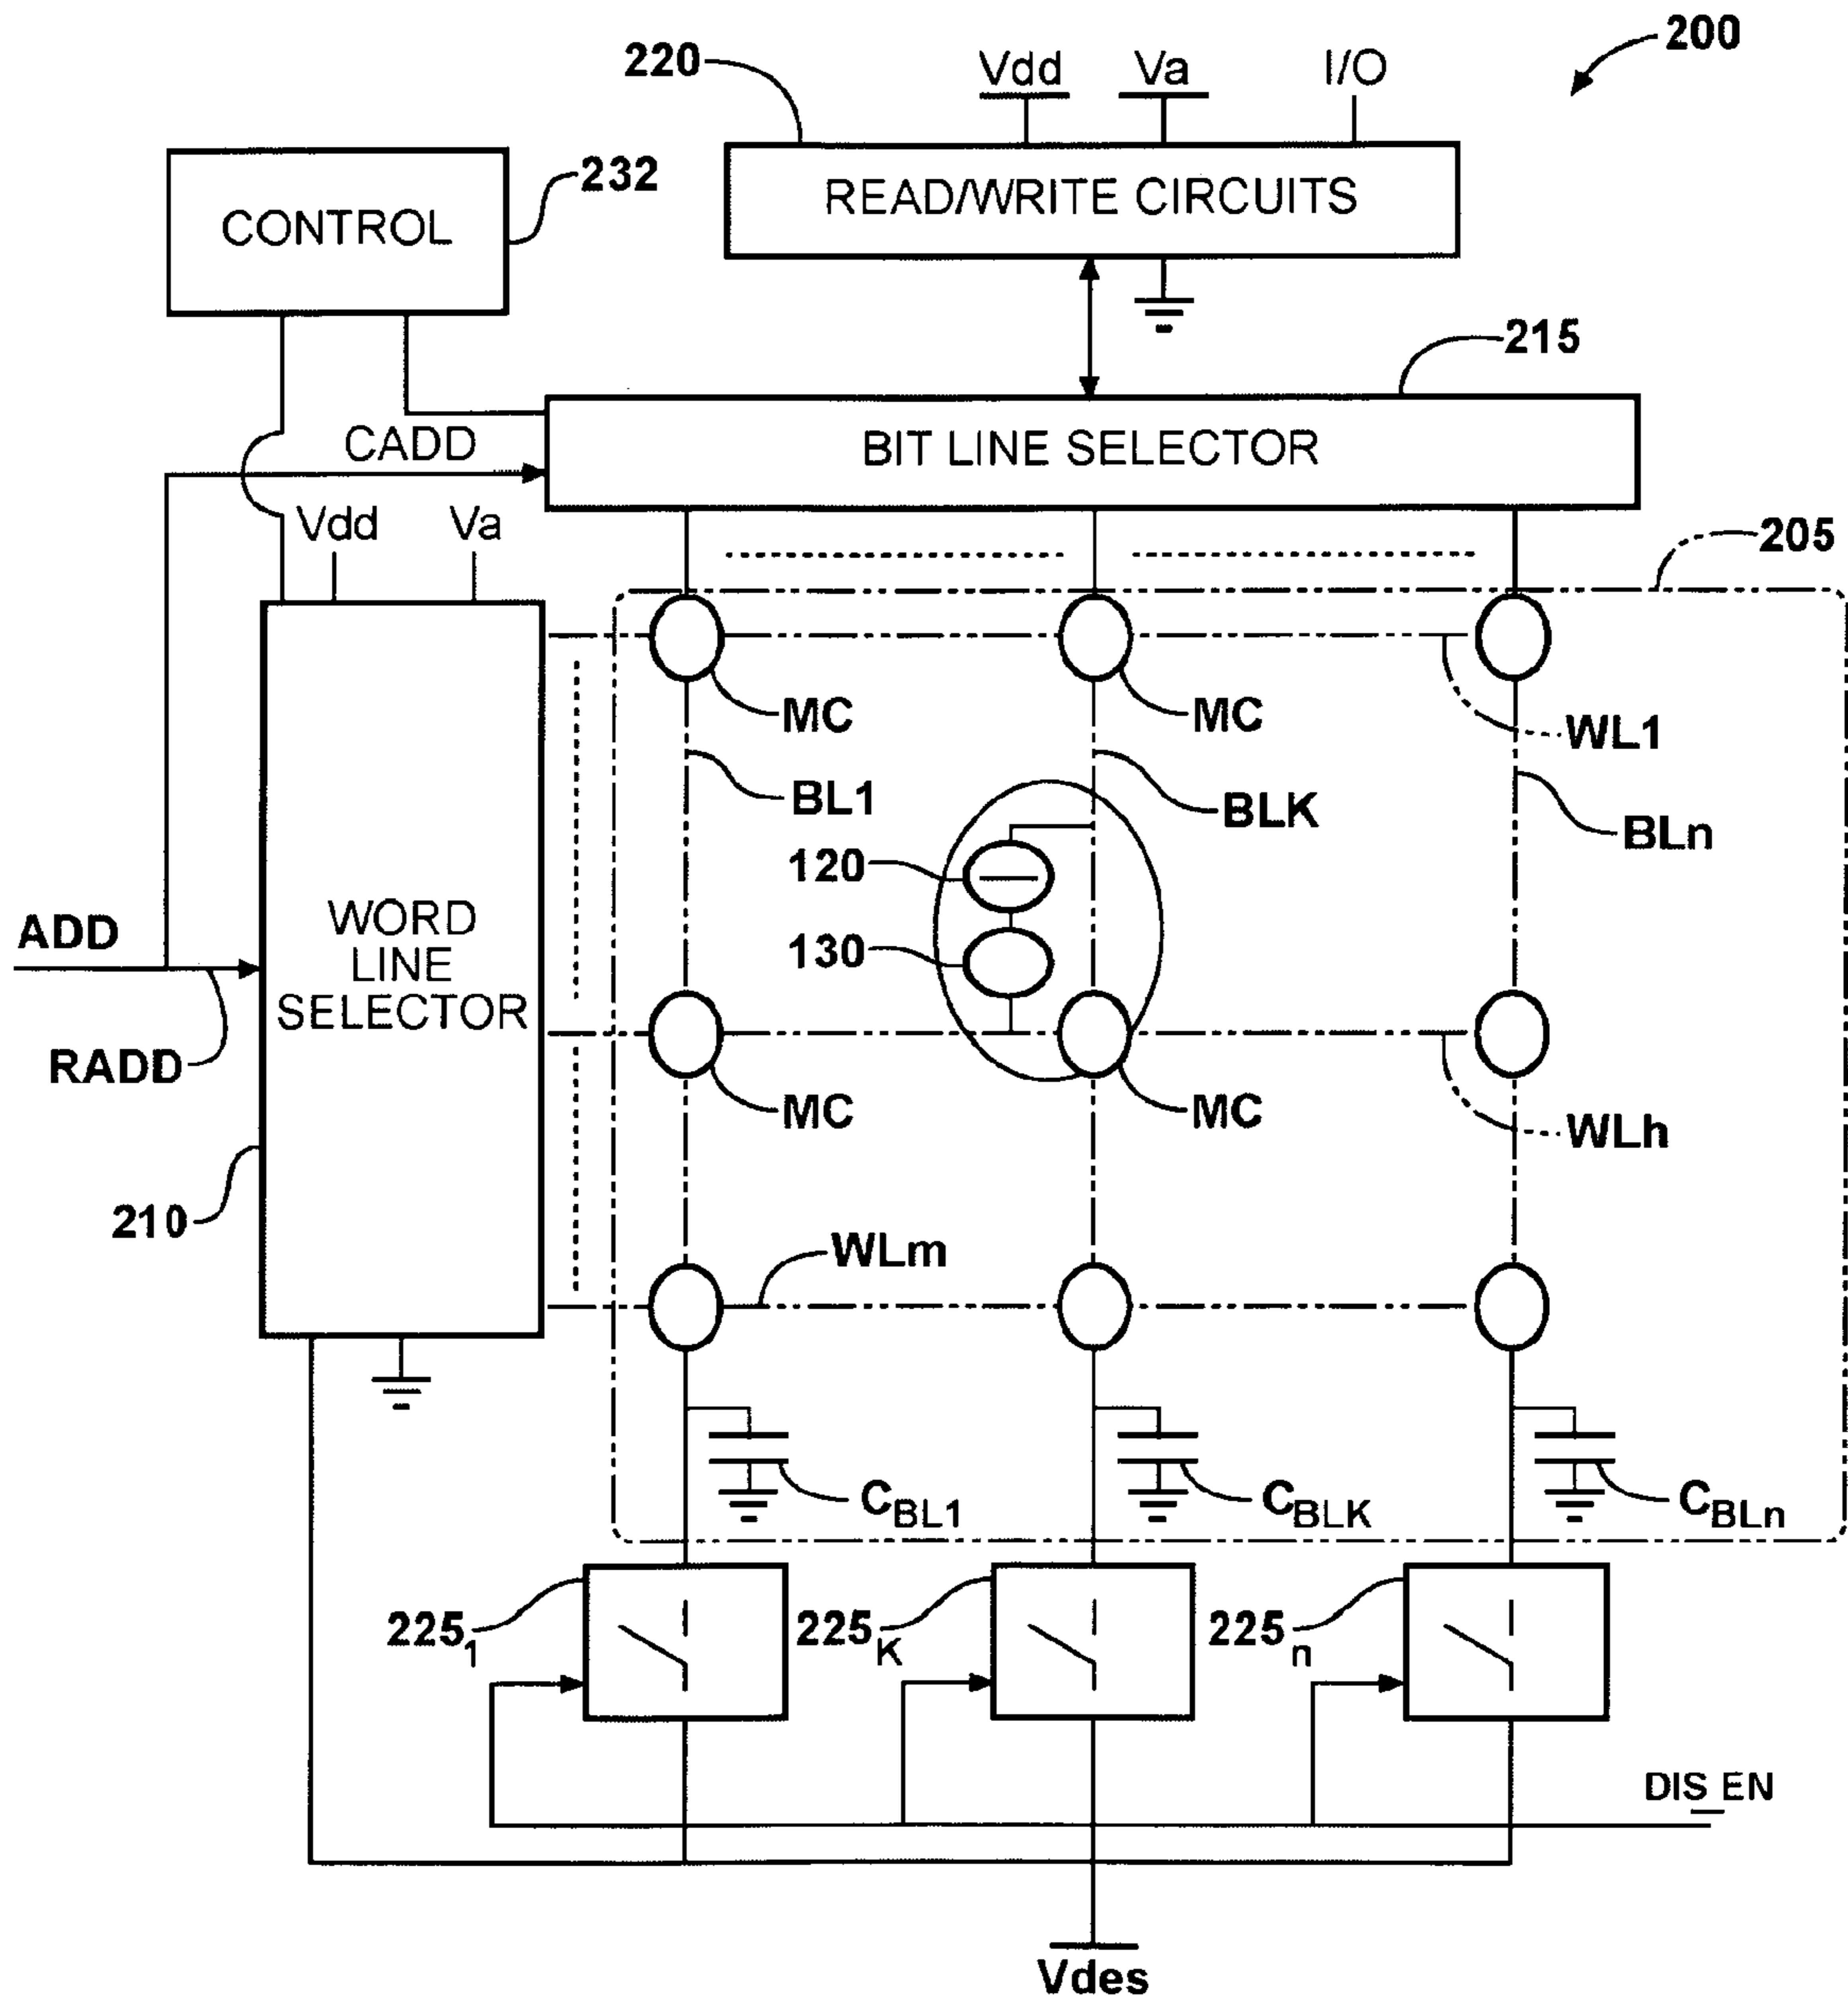 200
220
Vdd
Va
I/O
READ/WRITE CIRCUITS
CONTROL
232
215
CADD
BIT LINE SELECTOR
Vdd
Va
205
MC
MC
WL1
BL1
BLK
BLn
120
130
ADD
WORD
LINE
SELECTOR
RADD
MC
MC
WLh
210
WLm
CBL1
CBLK
CBLn
2251
225K
225n
DIS_EN
Vdes